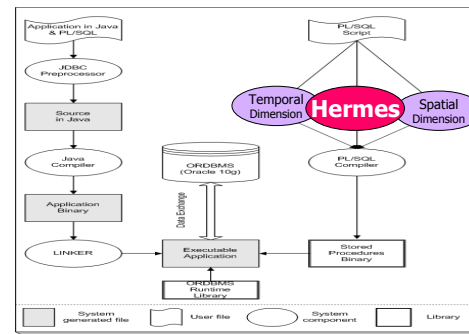 Application in Java
& PL/SQL
PL/SQL
Script
JDBC
Preprocessor
Temporal
Dimension
Hermes
Spatial
Dimension
Source
in Java
Java
Compiler
ORDBMS
(Oracle 10g)
PL/SQL
Compiler
Application
Binary
Data Exchange
LINKER
Executable
Application
Stored
Procedures
Binary
ORDBMS
Runtime
Library
System
generated file
User file
System
component
Library